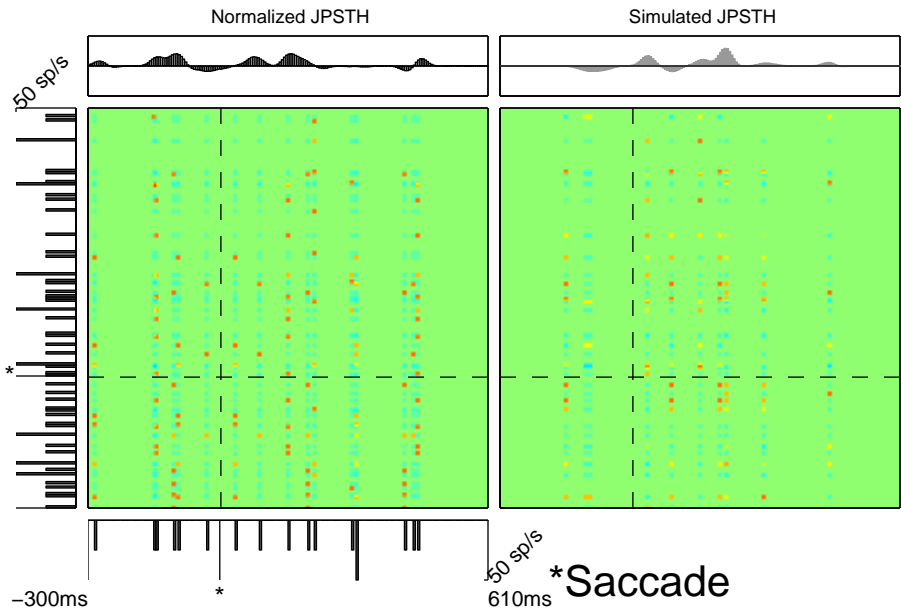 Normalized JPSTH
Simulated JPSTH
50 sp/s
*
-300ms
*
50 sp/s
610ms
*Saccade